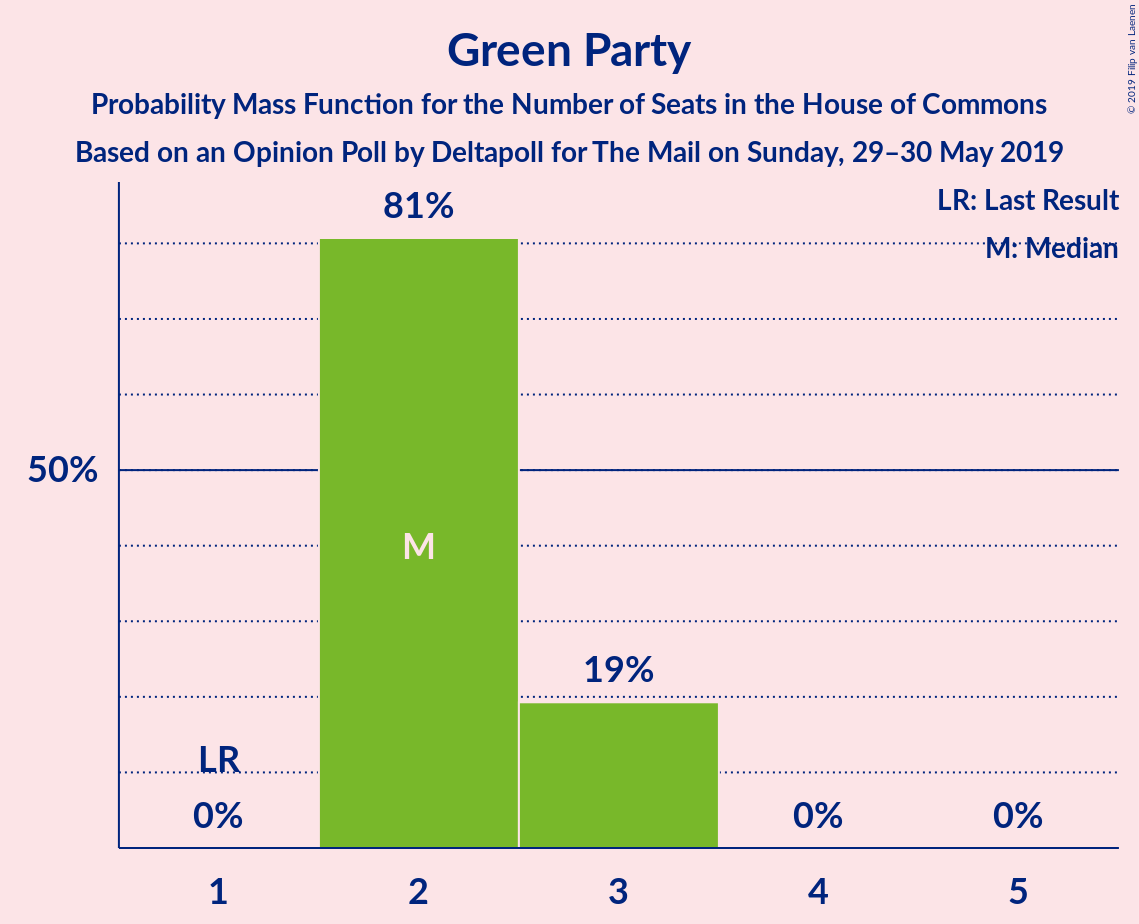 Green Party
Probability Mass Function for the Number of Seats in the House of Commons
Based on an Opinion Poll by Deltapoll for The Mail on Sunday, 29–30 May 2019
© 2019 Filip van Laenen
LR: Last Result
M: Median
81%
50%
M
19%
LR
0%
0%
0%
1
2
3
4
5